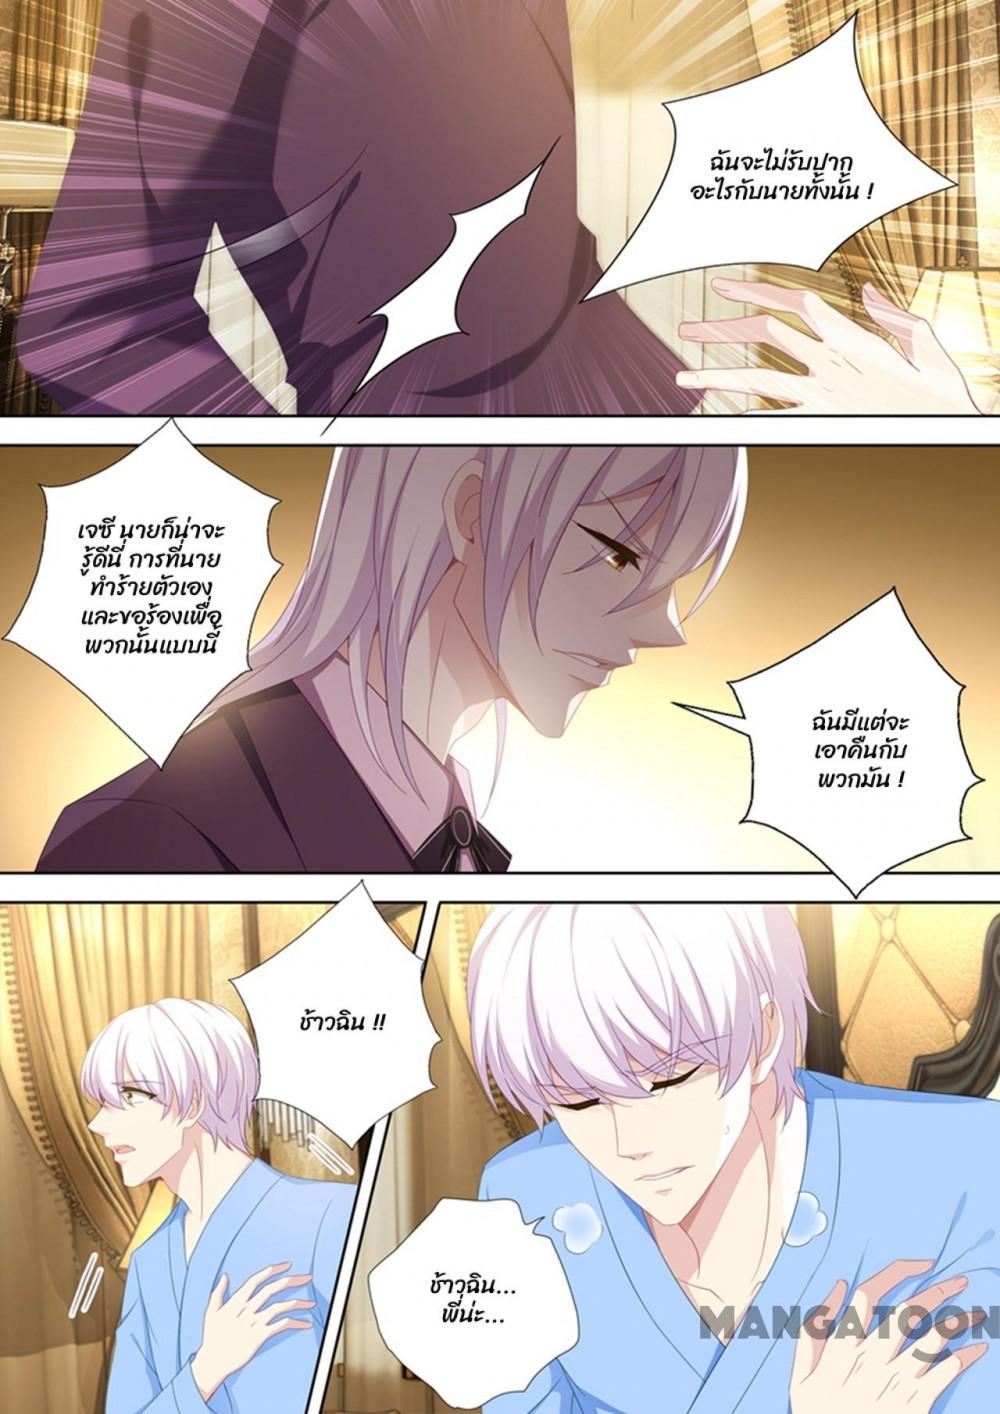 ฉันจะไม่รับปาก
อะไรกับนายทั้งนั้น !
เจซี นายก็น่าจะ
รู้ดีนี่ การที่นาย
ทำร้ายตัวเอง
และขอร้องเพื่อ
พวกนั้นแบบนี้
ฉันมีแต่จะ
เอาคืนกับ
พวกมัน !
ช้าวฉิน !!
ช้าวฉิน...
พี่น่ะ...
MANGATOON